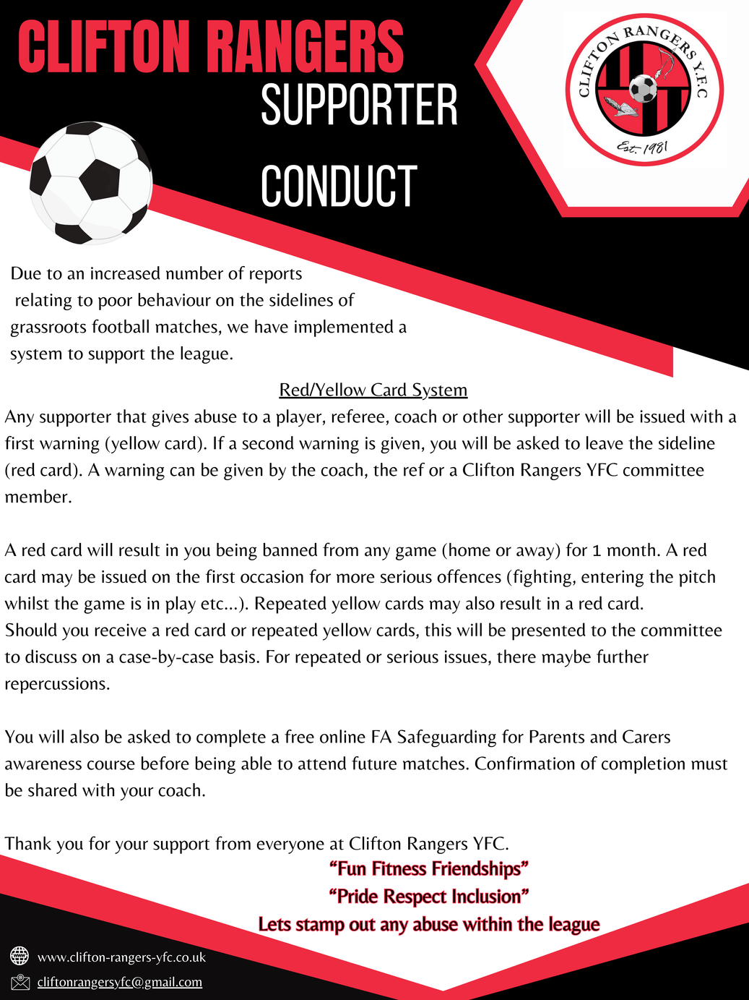 CLIFTON RANGERS
SUPPORTER
CONDUCT
CLIFTON RANGERS Y.F.C
Est. 1981
Due to an increased number of reports
relating to poor behaviour on the sidelines of
grassroots football matches, we have implemented a
system to support the league.
Red/Yellow Card System
Any supporter that gives abuse to a player, referee, coach or other supporter will be issued with a
first warning (yellow card). If a second warning is given, you will be asked to leave the sideline
(red card). A warning can be given by the coach, the ref or a Clifton Rangers YFC committee
member.
A red card will result in you being banned from any game (home or away) for 1 month. A red
card may be issued on the first occasion for more serious offences (fighting, entering the pitch
whilst the game is in play etc...). Repeated yellow cards may also result in a red card.
Should you receive a red card or repeated yellow cards, this will be presented to the committee
to discuss on a case-by-case basis. For repeated or serious issues, there maybe further
repercussions.
You will also be asked to complete a free online FA Safeguarding for Parents and Carers
awareness course before being able to attend future matches. Confirmation of completion must
be shared with your coach.
Thank you for your support from everyone at Clifton Rangers YFC.
“Fun Fitness Friendships”
“Pride Respect Inclusion”
Lets stamp out any abuse within the league
www.clifton-rangers-yfc.co.uk
cliftonrangersyfc@gmail.com